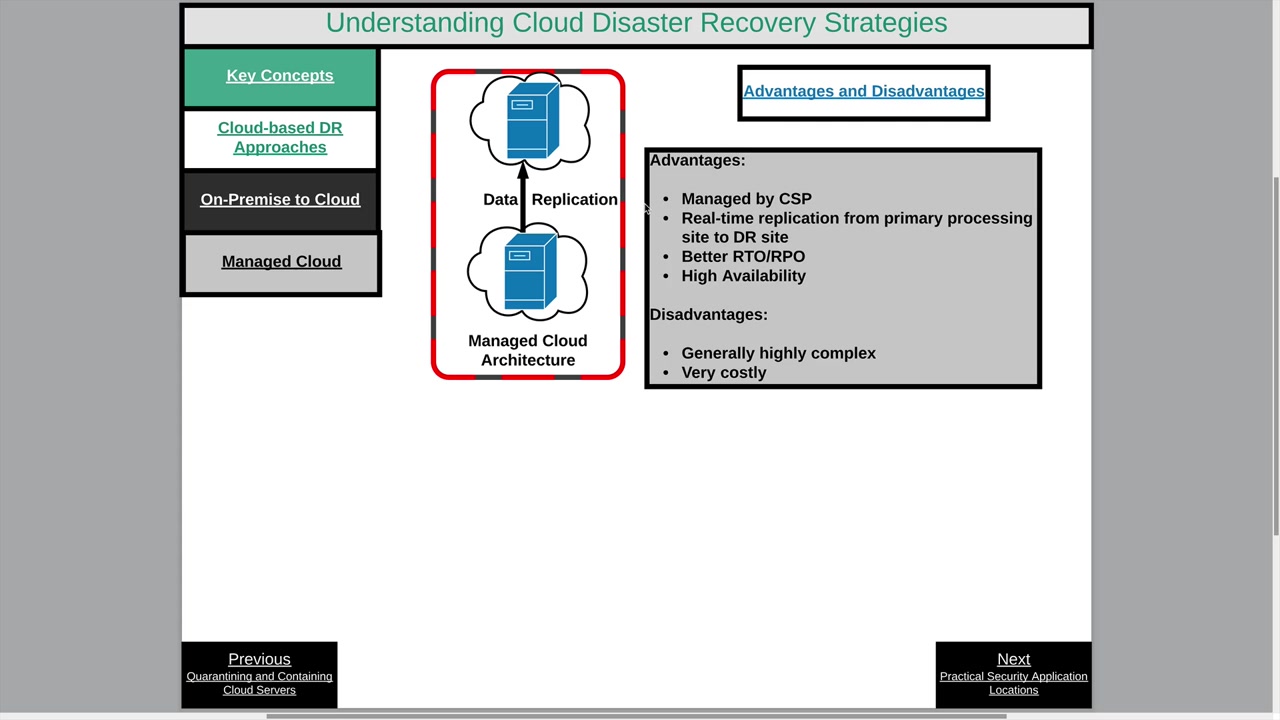 Understanding Cloud Disaster Recovery Strategies
Key Concepts
Cloud-based DR
Approaches
On-Premise to Cloud
Managed Cloud
Data Replication
Managed Cloud
Architecture
Advantages and Disadvantages
Advantages:
• Managed by CSP
• Real-time replication from primary processing
site to DR site
• Better RTO/RPO
• High Availability
Disadvantages:
• Generally highly complex
• Very costly
Previous
Quarantining and Containing
Cloud Servers
Next
Practical Security Application
Locations